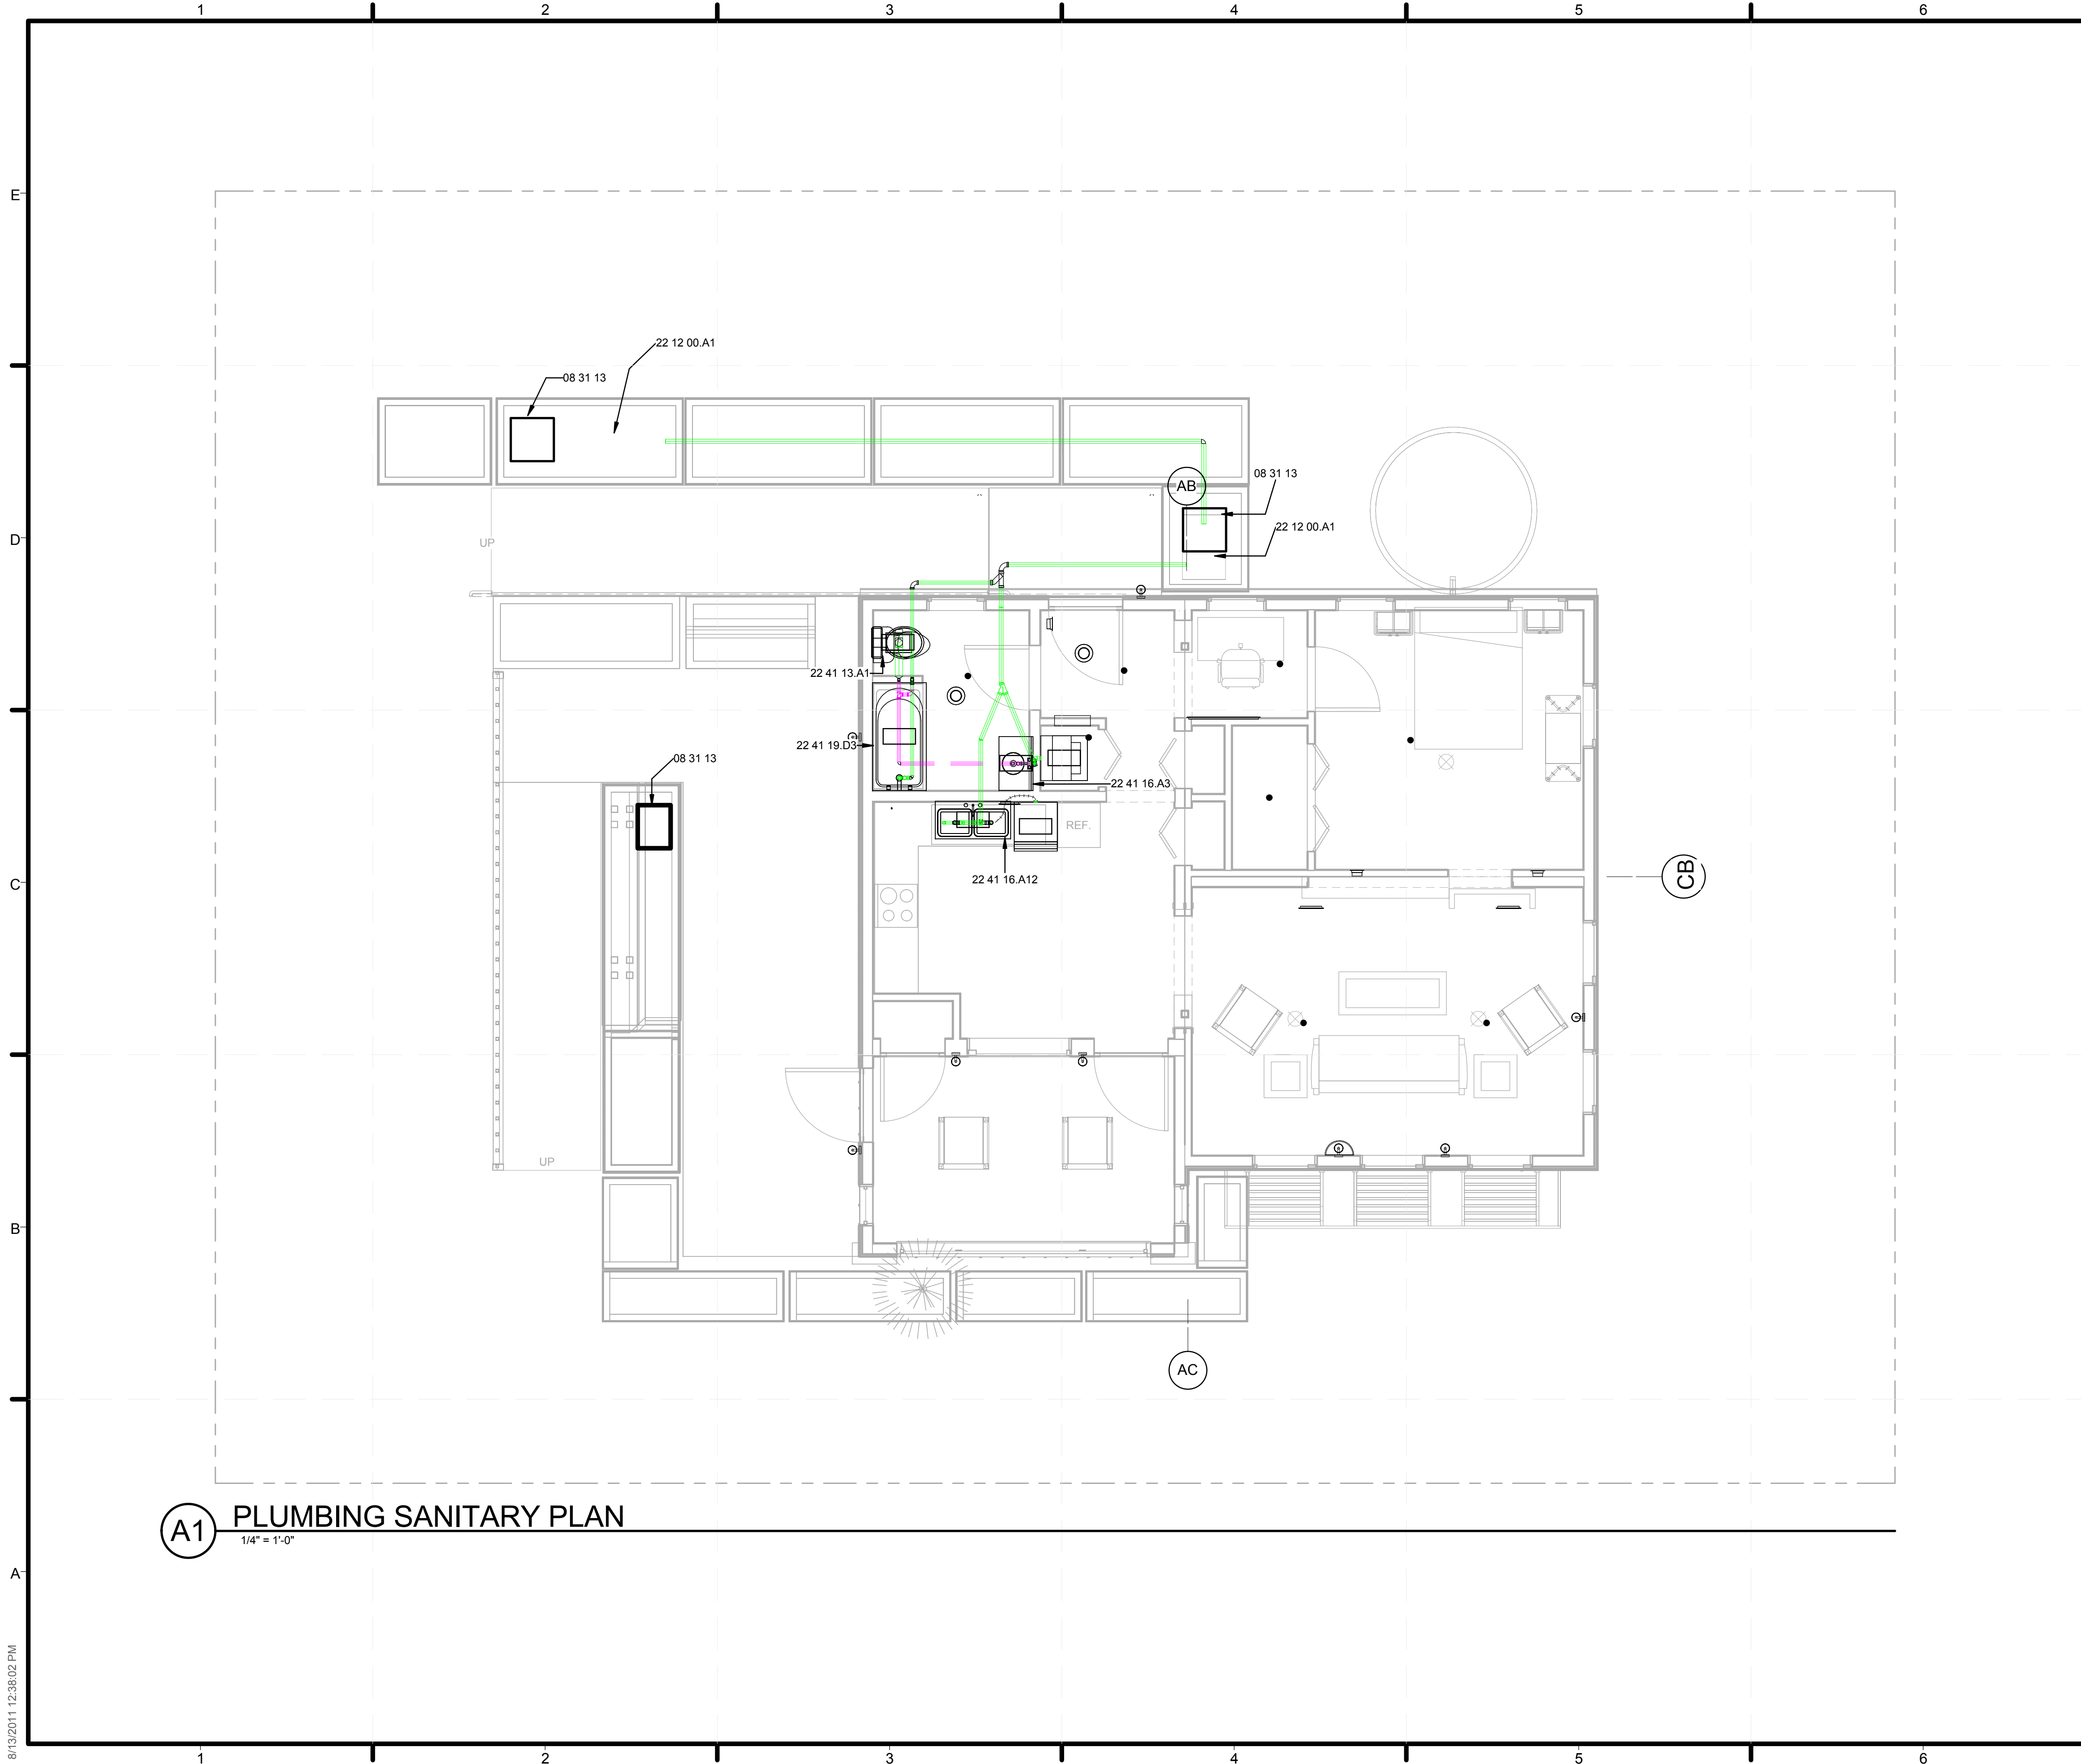 1 2 3 4 5 6
E
22 12 00.A1
08 31 13
AB
08 31 13
22 12 00.A1
D
UP
22 41 13.A1
22 41 19.D3
08 31 13
22 41 16.A3
REF.
22 41 16.A12
C
CB
UP
B
AC
A1
PLUMBING SANITARY PLAN
1/4" = 1'-0"
A
8/13/2011 12:38:02 PM
1 2 3 4 5 6